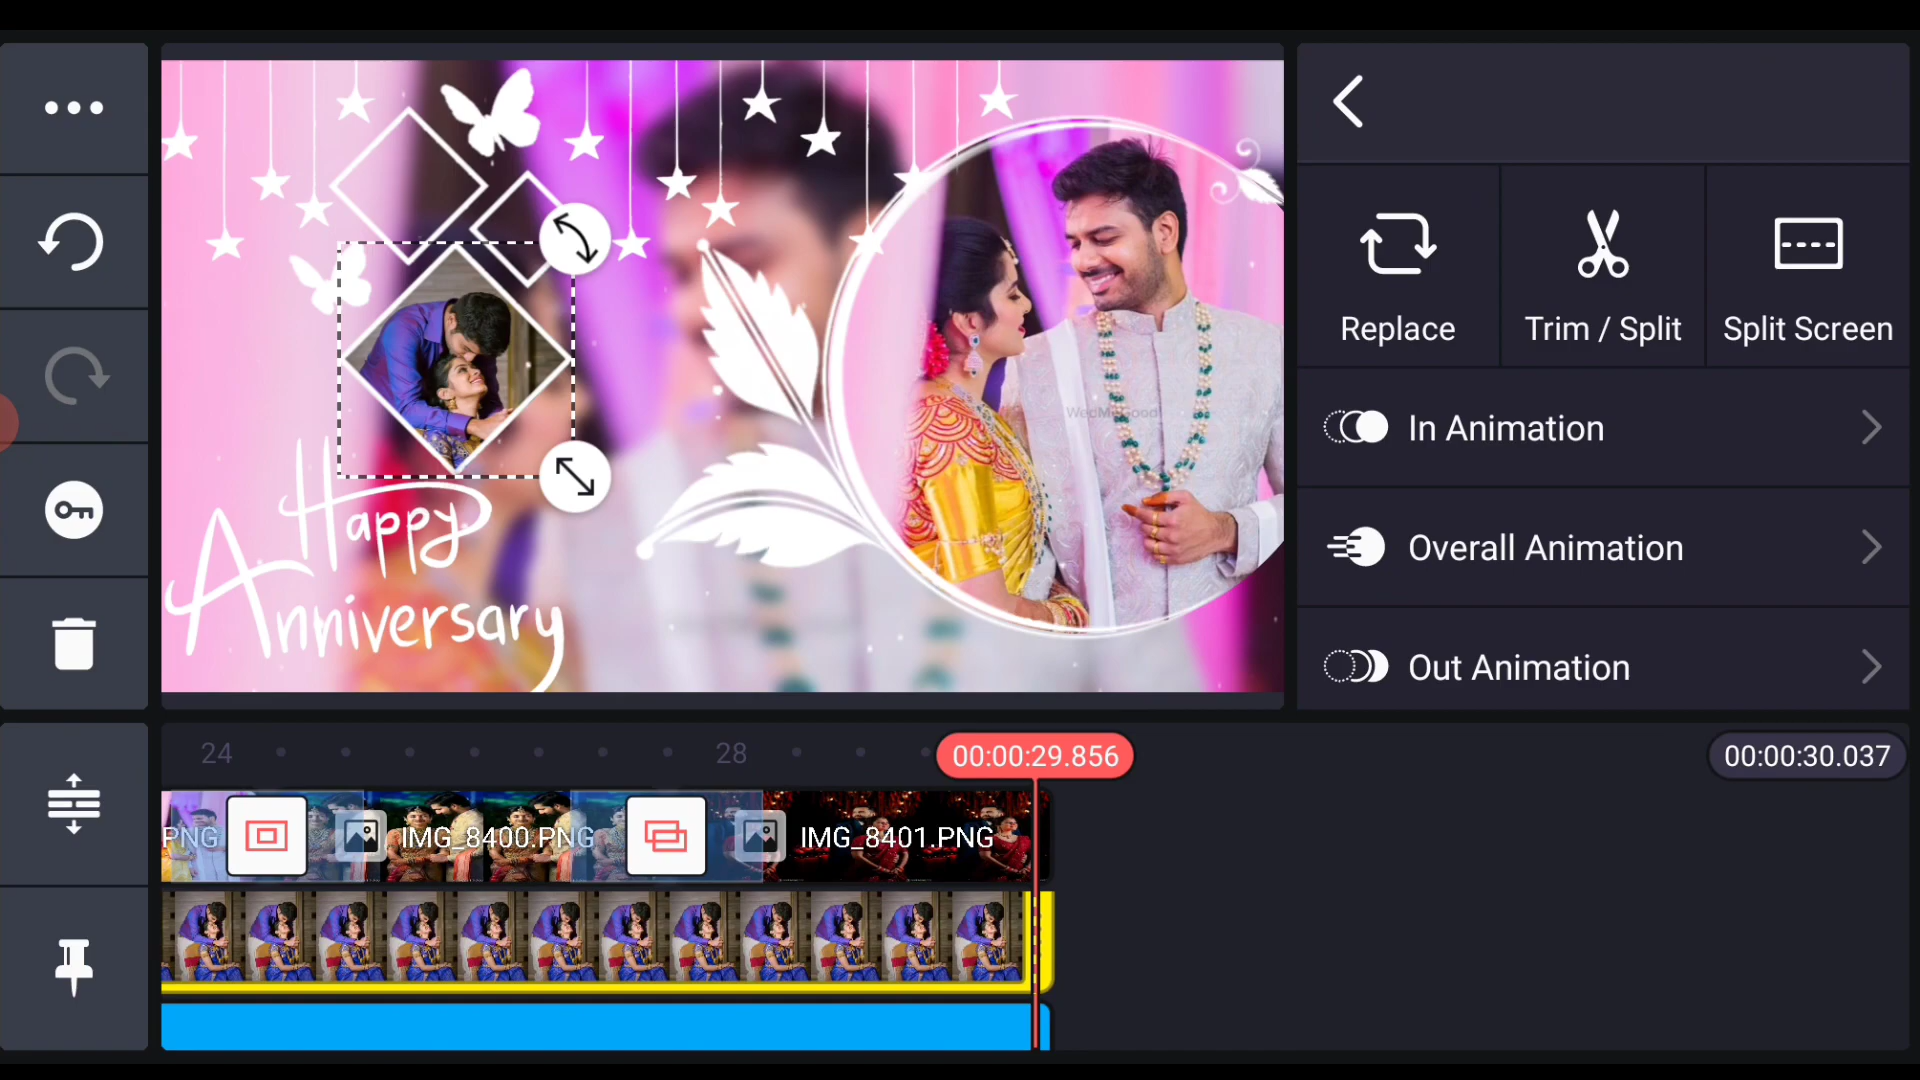 Happy
Anniversary
WedMeGood
Replace
Trim / Split
Split Screen
In Animation
Overall Animation
Out Animation
24
28
00:00:29.856
00:00:30.037
PNG
IMG_8400.PNG
IMG_8401.PNG